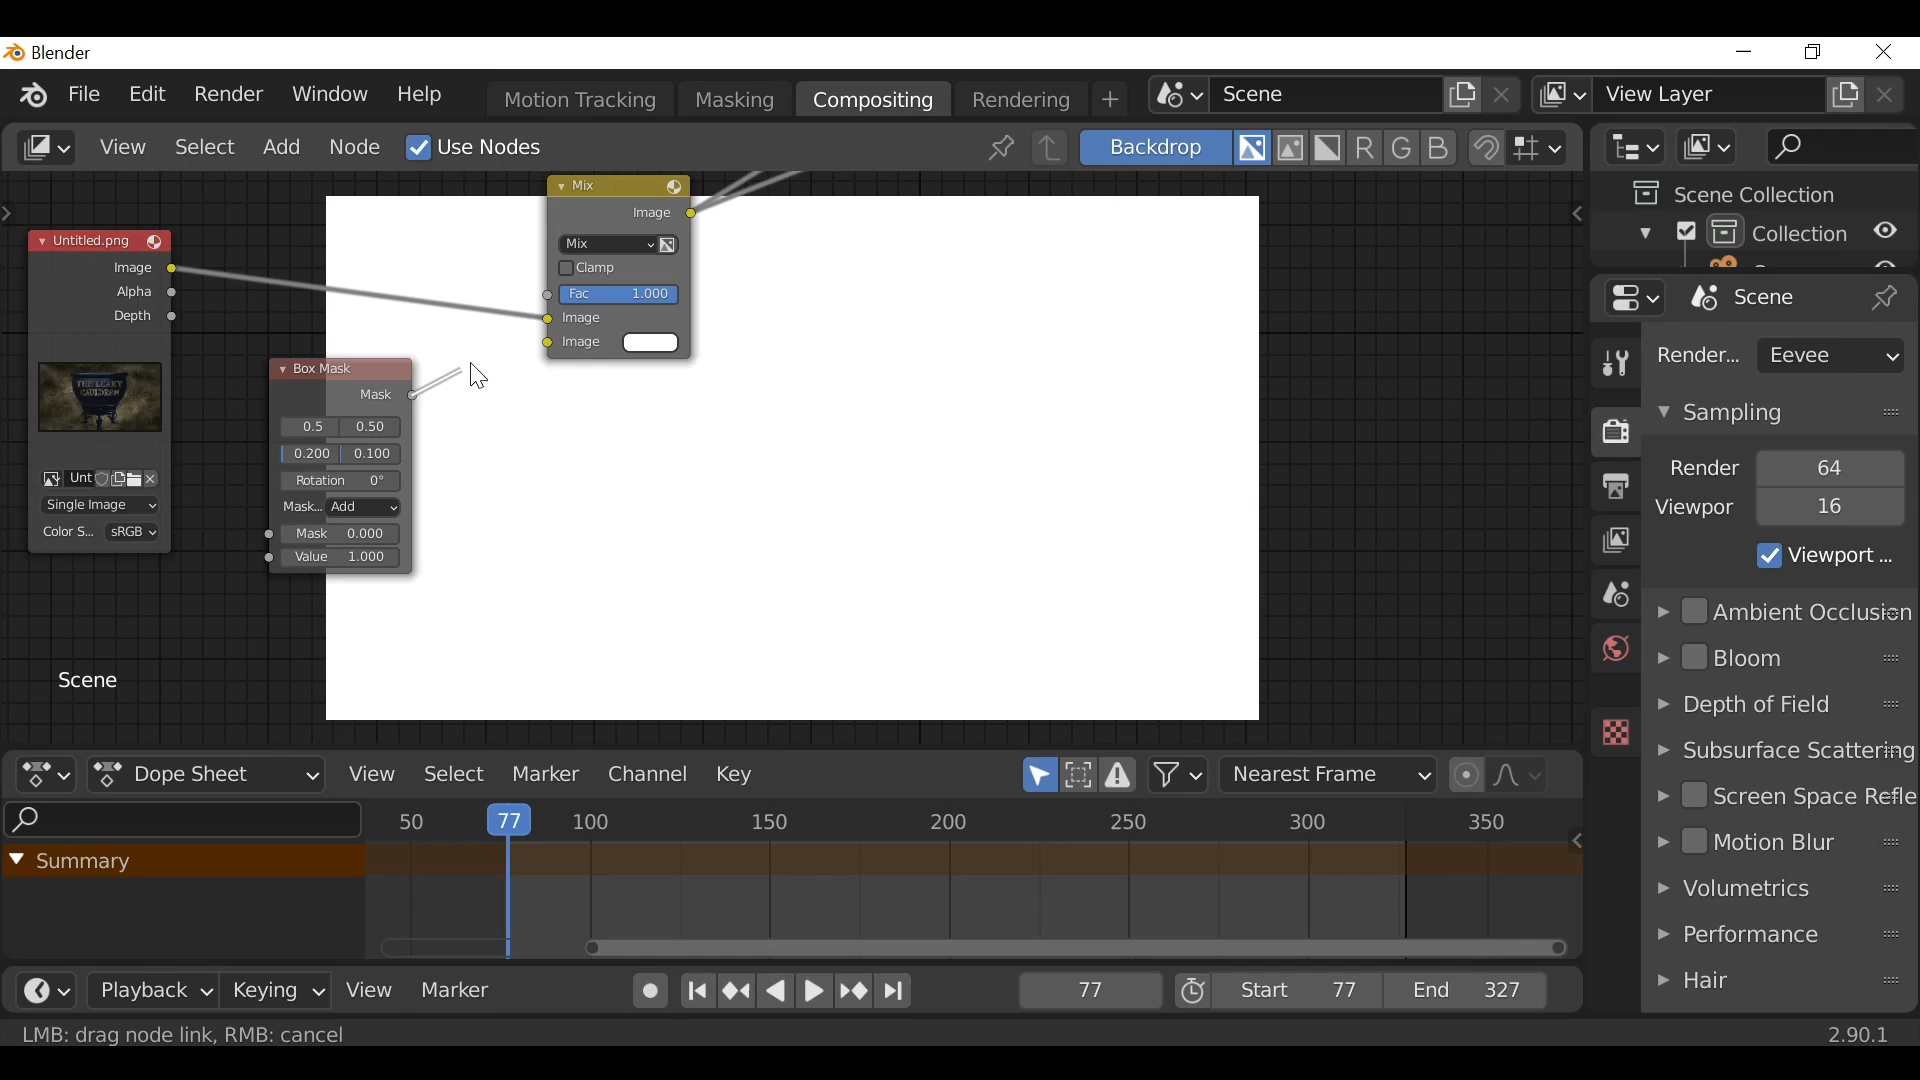 Blender
File Edit Render Window Help Motion Tracking Masking Compositing Rendering + Scene View Layer
View Select Add Node Use Nodes Backdrop R G B
Scene Collection
Collection
Mix
Image
Mix
Clamp
Fac 1.000
Image
Image
Untitled.png
Image
Alpha
Depth
THE LEAKY
CAULDRON
Unt
Single Image
Color S... sRGB
Box Mask
Mask
0.5 0.50
0.200 0.100
Rotation 0°
Mask... Add
Mask 0.000
Value 1.000
Scene
Scene
Render... Eevee
Sampling
Render 64
Viewpor 16
Viewport ...
Ambient Occlusion
Bloom
Depth of Field
Subsurface Scattering
Screen Space Refle
Motion Blur
Volumetrics
Performance
Hair
Dope Sheet View Select Marker Channel Key Nearest Frame
50 77 100 150 200 250 300 350
Summary
Playback Keying View Marker 77 Start 77 End 327
LMB: drag node link, RMB: cancel 2.90.1